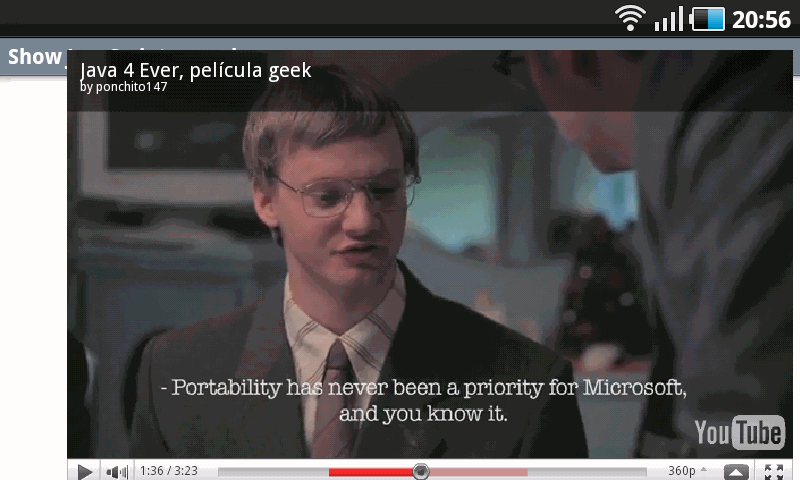 20:56
Show
Java 4 Ever, película geek
by ponchito147
- Portability has never been a priority for Microsoft,
and you know it.
YouTube
1:36 / 3:23
360p